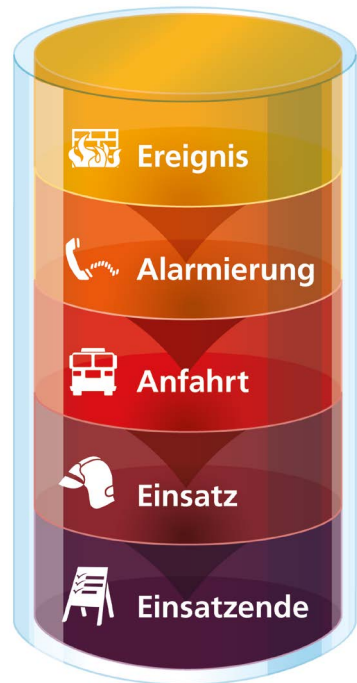 Ereignis
Alarmierung
Anfahrt
Einsatz
Einsatzende